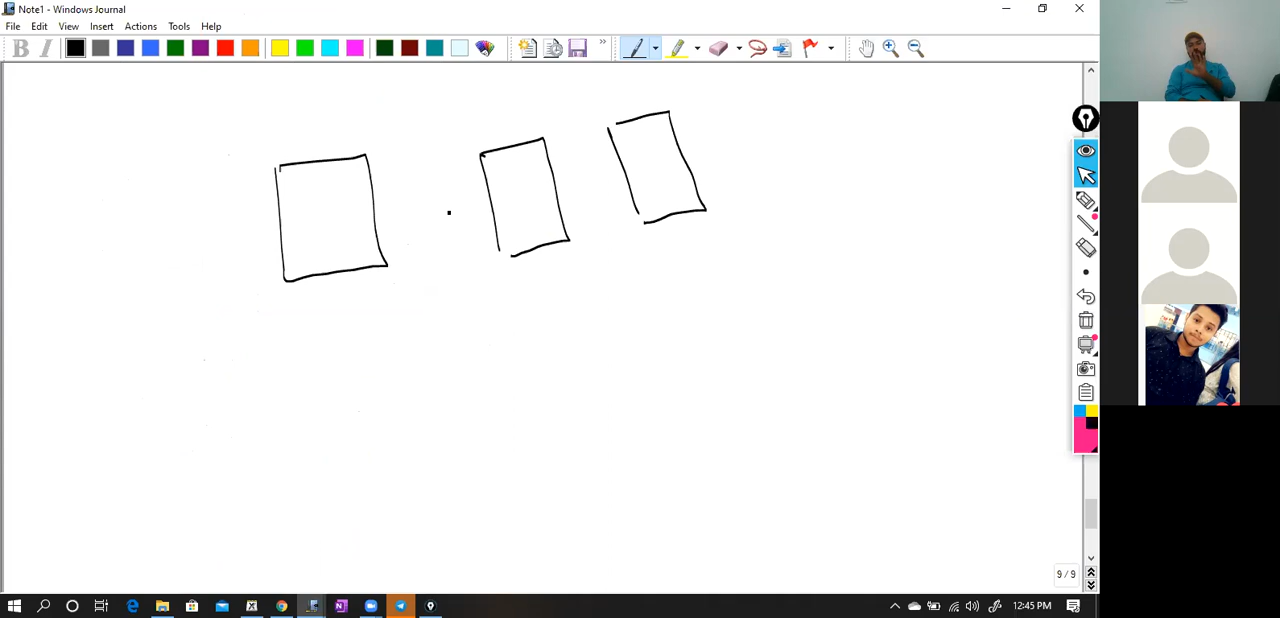 Note1 - Windows Journal
File Edit View Insert Actions Tools Help
B I
9 / 9
12:45 PM